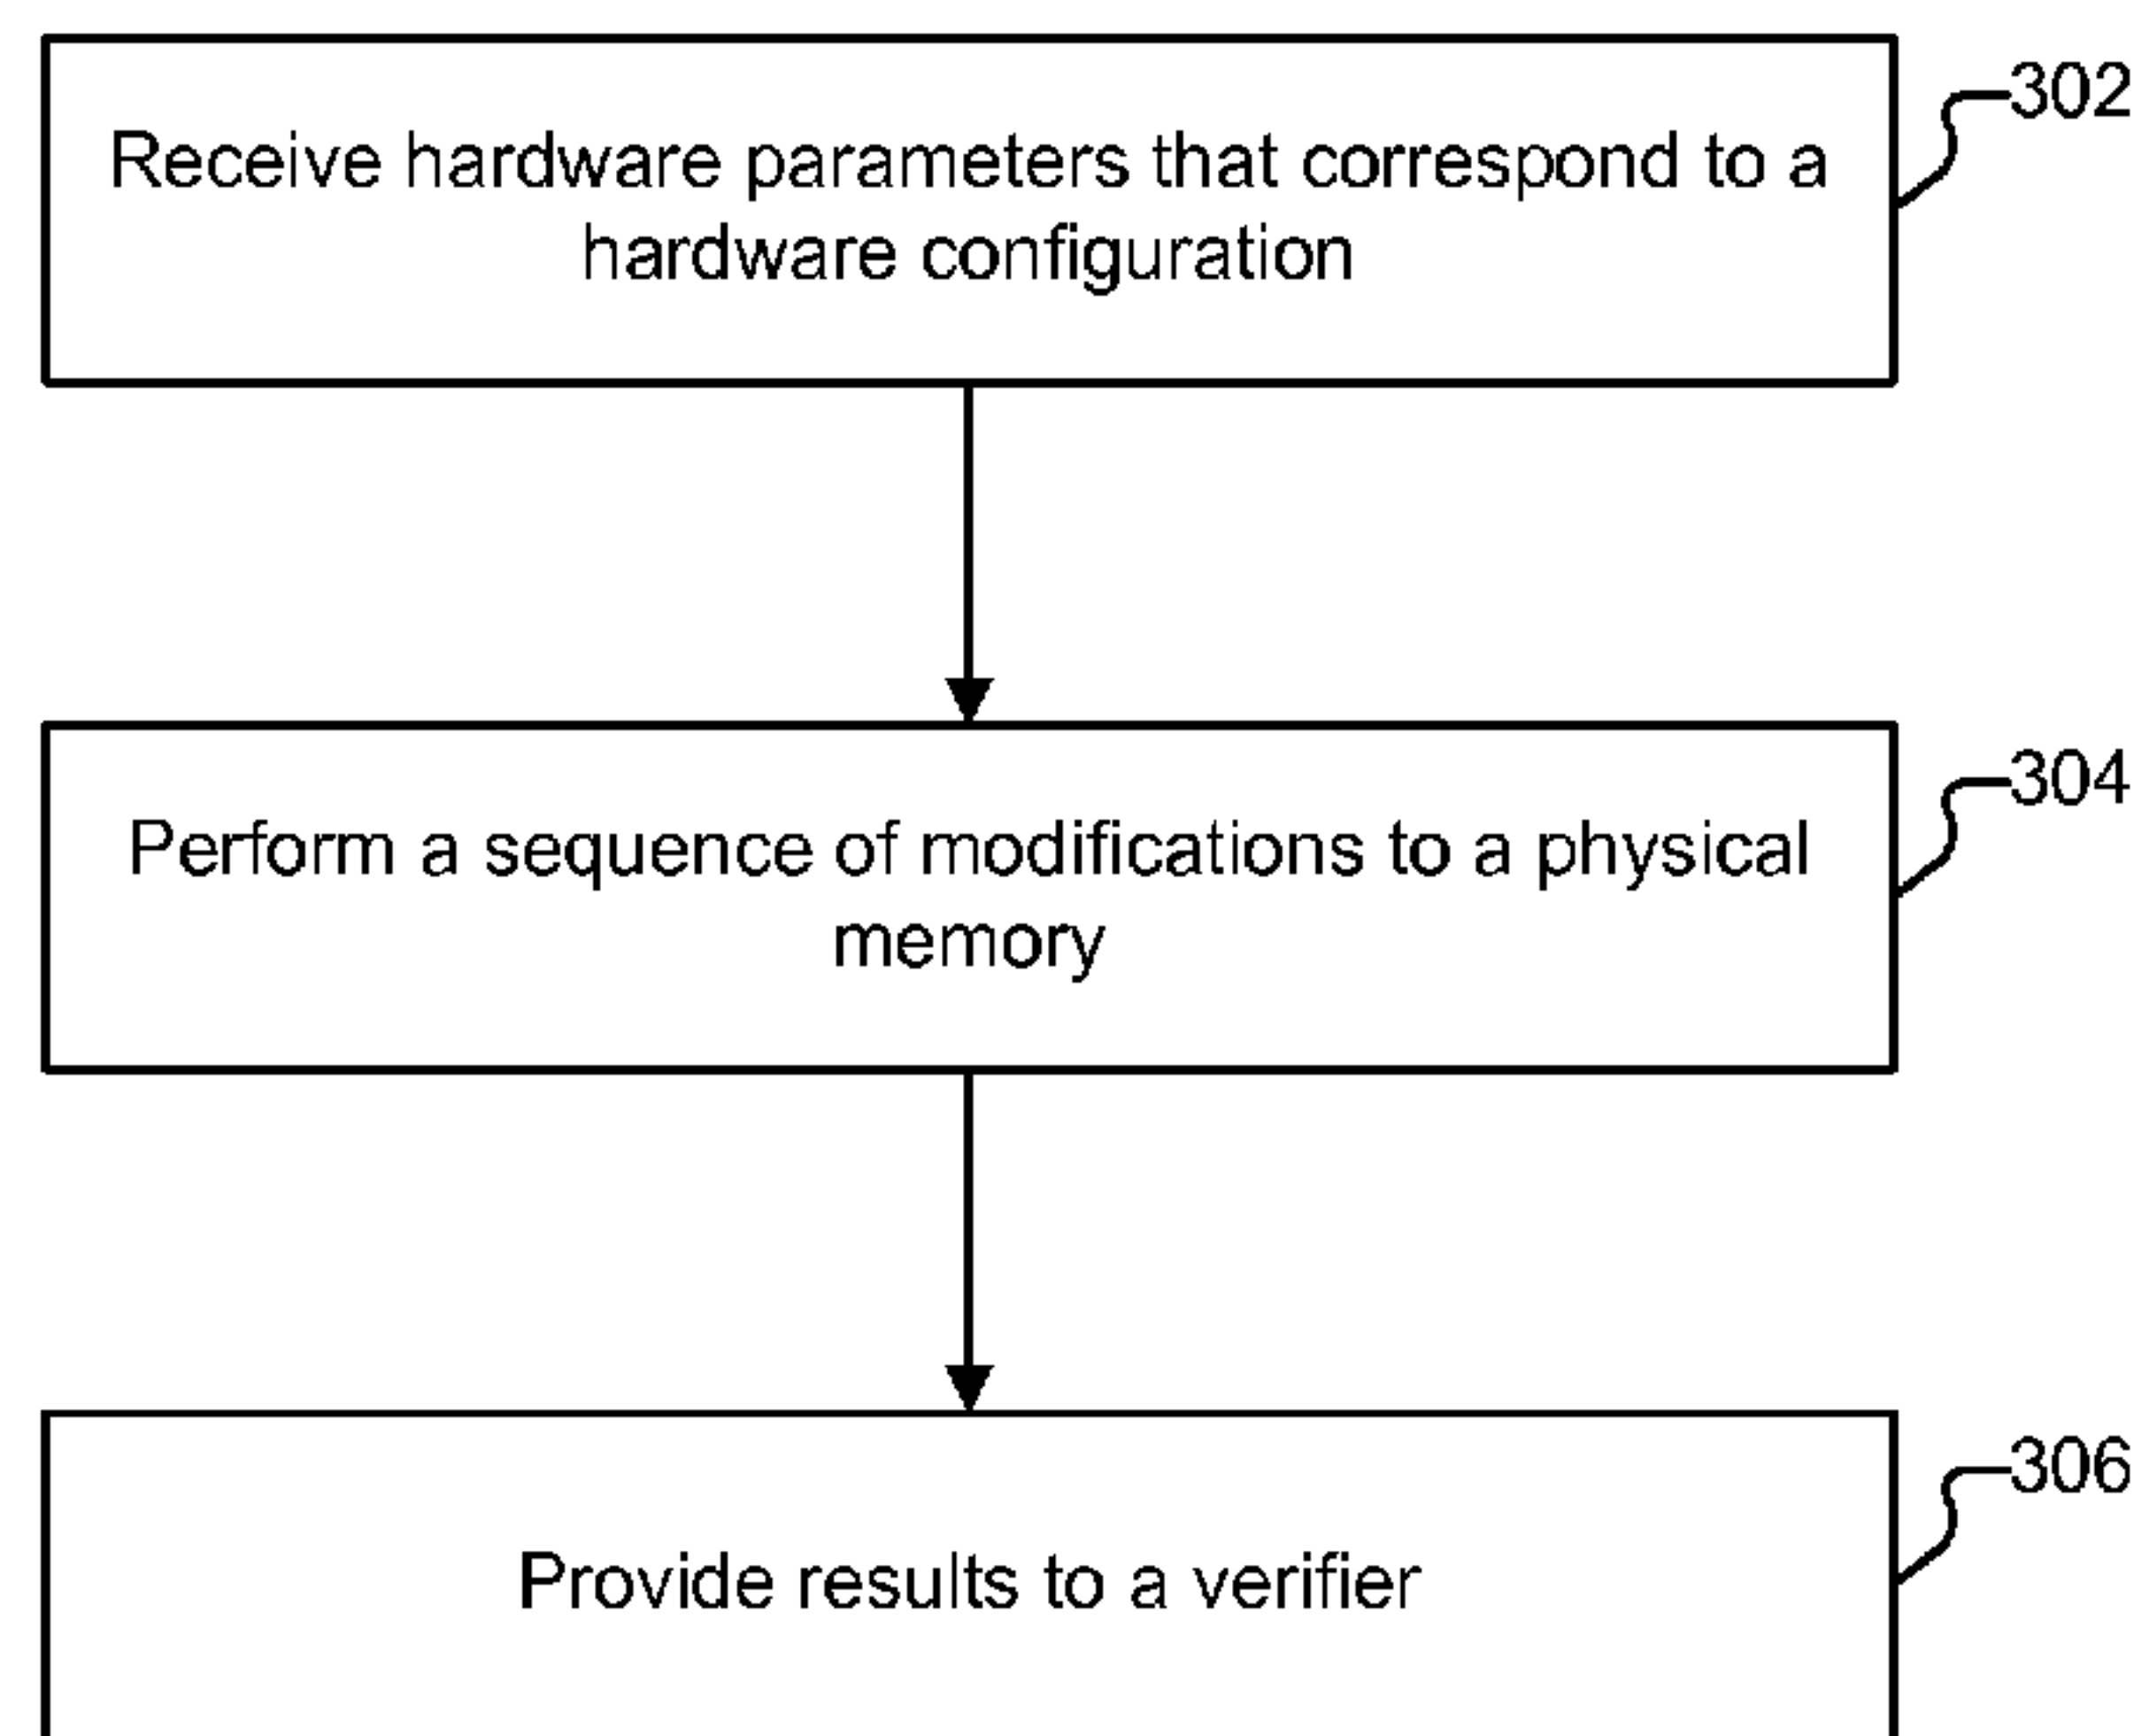 302
Receive hardware parameters that correspond to a
hardware configuration
304
Perform a sequence of modifications to a physical
memory
306
Provide results to a verifier